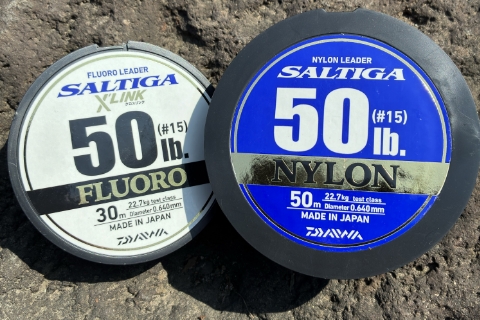 FLUORO LEADER
SALTIGA
X'LINK
50 lb.
(#15)
FLUORO
30m
22.7kg test class
Diameter 0.640mm
MADE IN JAPAN
DAIWA
NYLON LEADER
SALTIGA
50 lb.
(#15)
NYLON
50m
22.7kg test class
Diameter 0.640mm
MADE IN JAPAN
DAIWA